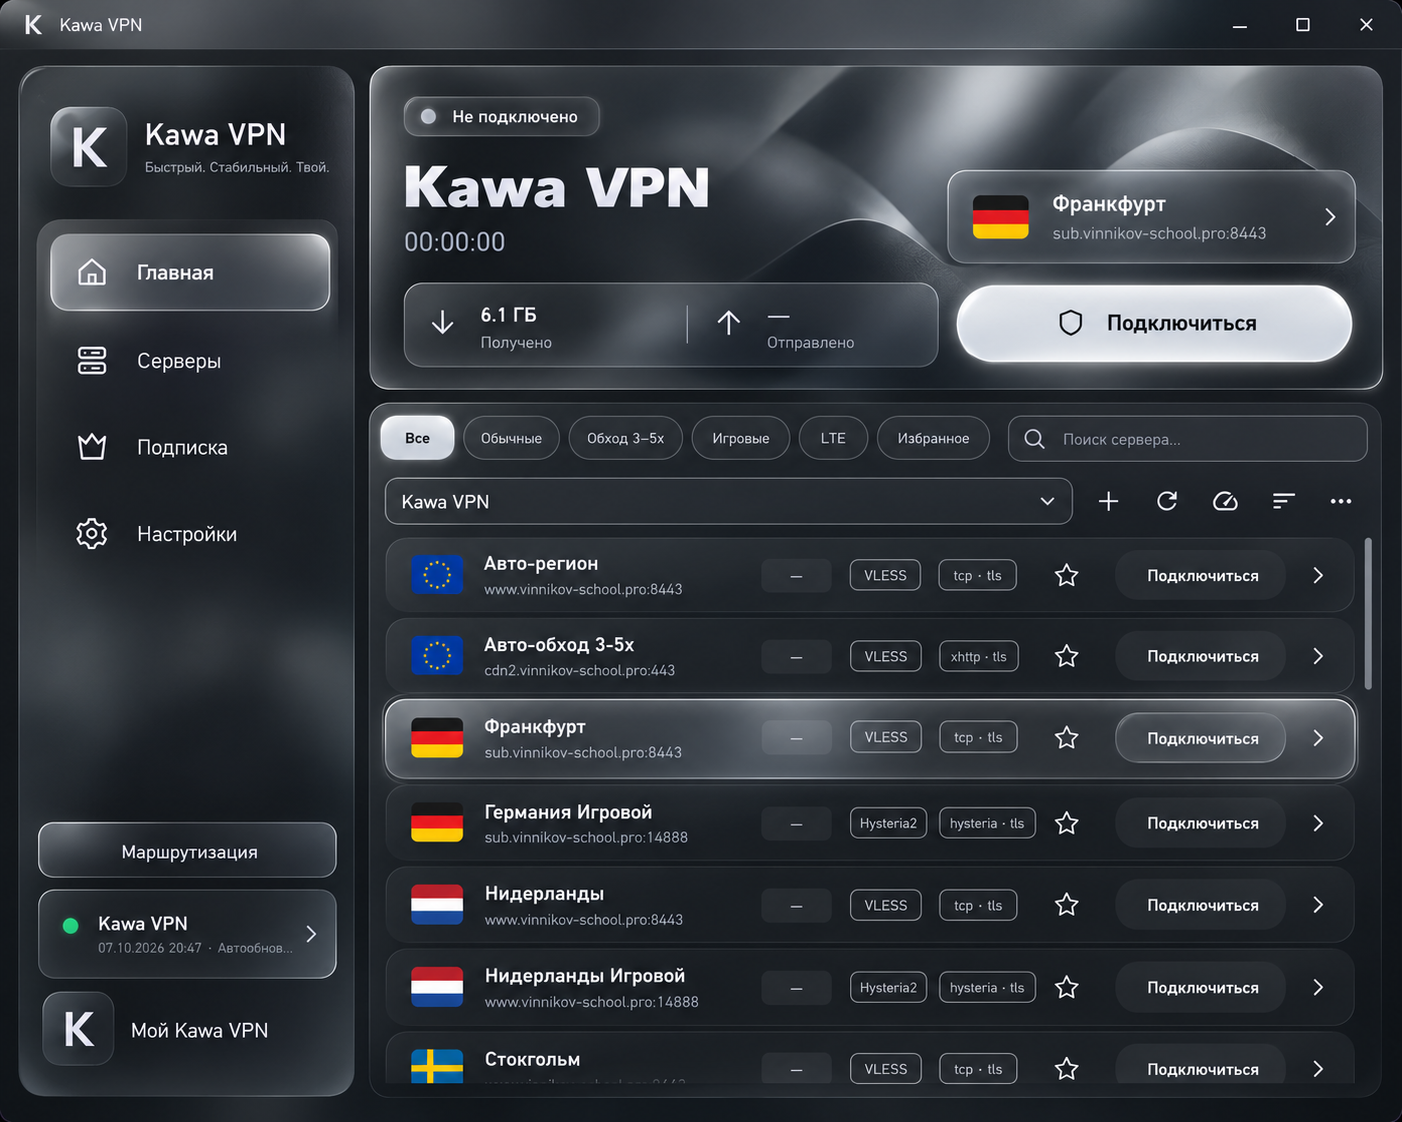 K Kawa VPN
K
Kawa VPN
Быстрый. Стабильный. Твой.
Главная
Серверы
Подписка
Настройки
Маршрутизация
Kawa VPN
07.10.2026 20:47 · Автообнов...
K
Мой Kawa VPN
Не подключено
Kawa VPN
00:00:00
6.1 ГБ
Получено
—
Отправлено
Франкфурт
sub.vinnikov-school.pro:8443
Подключиться
Все Обычные Обход 3–5x Игровые LTE Избранное Поиск сервера...
Kawa VPN
Авто-регион
www.vinnikov-school.pro:8443
— VLESS tcp · tls Подключиться
Авто-обход 3-5x
cdn2.vinnikov-school.pro:443
— VLESS xhttp · tls Подключиться
Франкфурт
sub.vinnikov-school.pro:8443
— VLESS tcp · tls Подключиться
Германия Игровой
sub.vinnikov-school.pro:14888
— Hysteria2 hysteria · tls Подключиться
Нидерланды
www.vinnikov-school.pro:8443
— VLESS tcp · tls Подключиться
Нидерланды Игровой
www.vinnikov-school.pro:14888
— Hysteria2 hysteria · tls Подключиться
Стокгольм
— VLESS tcp · tls Подключиться